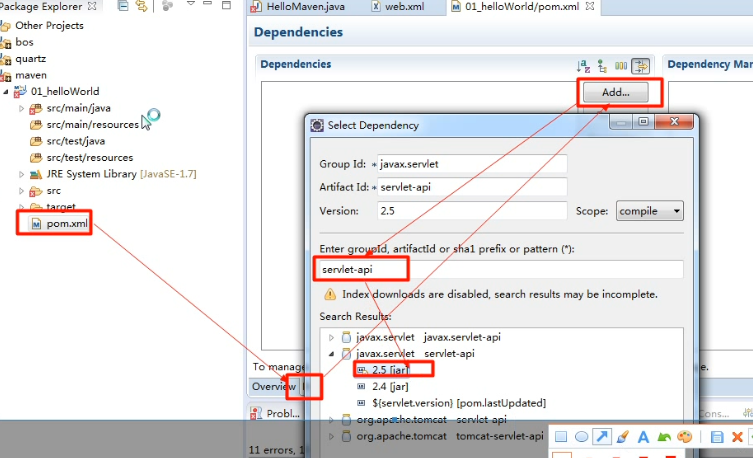 Package Explorer
Other Projects
bos
quartz
maven
01_helloWorld
src/main/java
src/main/resources
src/test/java
src/test/resources
JRE System Library [JavaSE-1.7]
src
target
pom.xml
HelloMaven.java
web.xml
01_helloWorld/pom.xml
Dependencies
Dependencies
Dependency Mar
Add...
Select Dependency
Group Id: * javax.servlet
Artifact Id: * servlet-api
Version: 2.5
Scope: compile
Enter groupId, artifactId or sha1 prefix or pattern (*):
servlet-api
Index downloads are disabled, search results may be incomplete.
Search Results:
javax.servlet javax.servlet-api
javax.servlet servlet-api
2.5 [jar]
2.4 [jar]
${servlet.version} [pom.lastUpdated]
org.apache.tomcat servlet-api
org.apache.tomcat tomcat-servlet-api
To manage
Overview
Probl...
Cons...
11 errors, 1
A